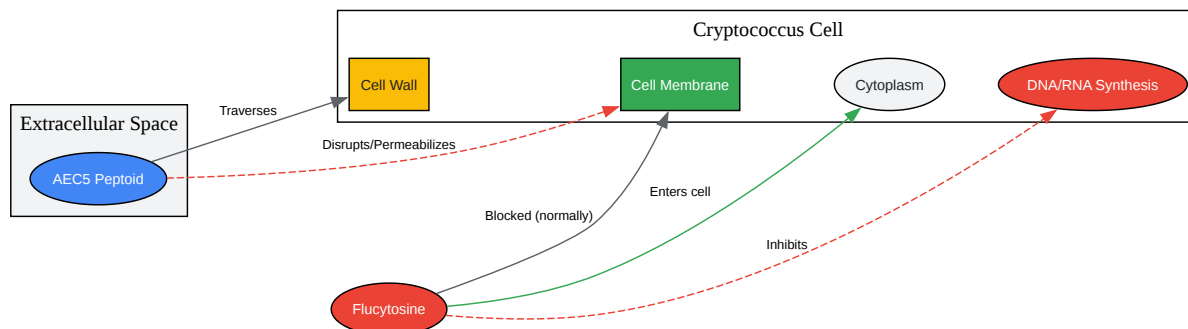 Cryptococcus Cell
Cell Wall
Cell Membrane
Cytoplasm
DNA/RNA Synthesis
Traverses
Extracellular Space
Disrupts/Permeabilizes
AEC5 Peptoid
Enters cell
Blocked (normally)
Inhibits
Flucytosine